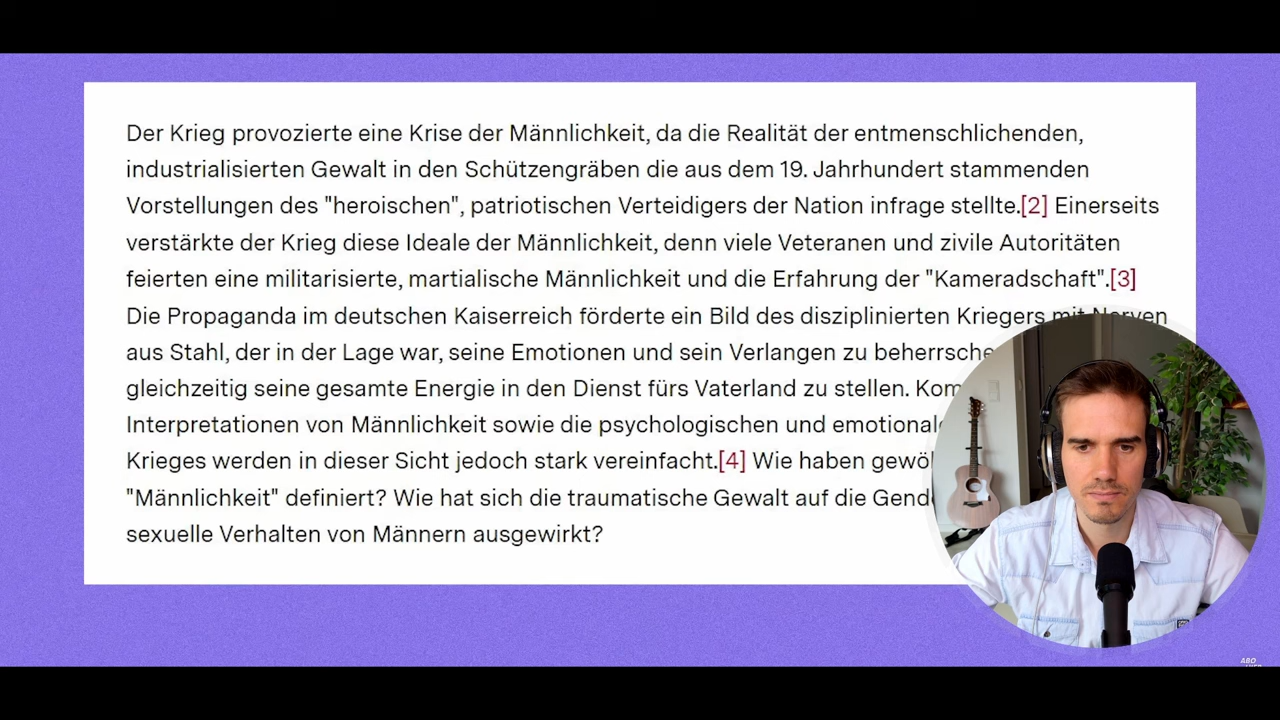 Der Krieg provozierte eine Krise der Männlichkeit, da die Realität der entmenschlichenden,
industrialisierten Gewalt in den Schützengräben die aus dem 19. Jahrhundert stammenden
Vorstellungen des "heroischen", patriotischen Verteidigers der Nation infrage stellte.[2] Einerseits
verstärkte der Krieg diese Ideale der Männlichkeit, denn viele Veteranen und zivile Autoritäten
feierten eine militarisierte, martialische Männlichkeit und die Erfahrung der "Kameradschaft".[3]
Die Propaganda im deutschen Kaiserreich förderte ein Bild des disziplinierten Kriegers mit Nerven
aus Stahl, der in der Lage war, seine Emotionen und sein Verlangen zu
gleichzeitig seine gesamte Energie in den Dienst fürs Vaterland zu stellen.
Interpretationen von Männlichkeit sowie die psychologischen und
Krieges werden in dieser Sicht jedoch stark vereinfacht.[4] Wie haben
"Männlichkeit" definiert? Wie hat sich die traumatische Gewalt auf die
sexuelle Verhalten von Männern ausgewirkt?
ABO